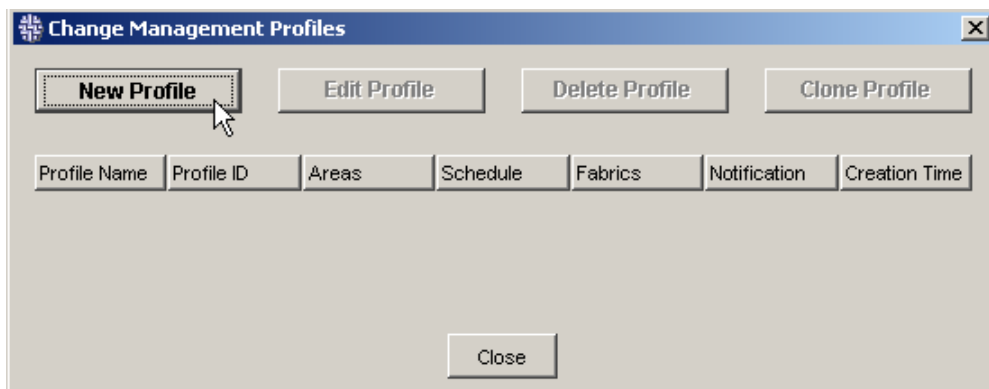 Change Management Profiles
New Profile Edit Profile Delete Profile Clone Profile
Profile Name Profile ID Areas Schedule Fabrics Notification Creation Time
Close